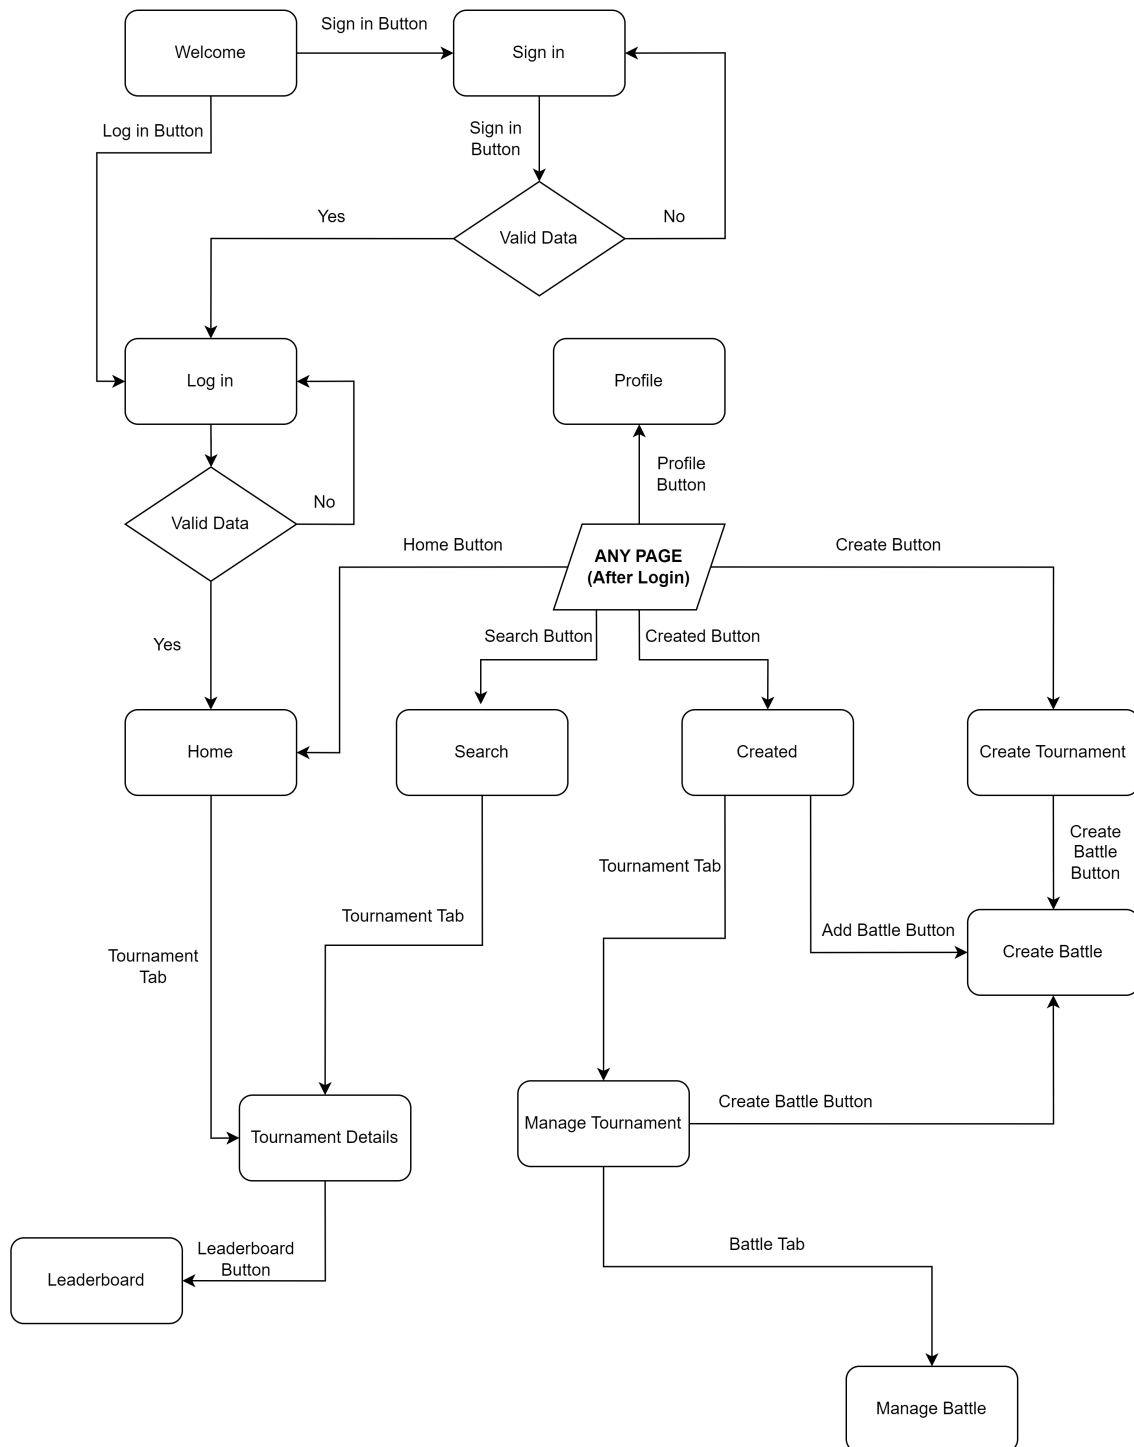 Sign in Button
Welcome
Sign in
Log in Button
Sign in
Button
Yes
Valid Data
No
Log in
Profile
Profile
Button
No
Valid Data
Home Button
ANY PAGE
(After Login)
Create Button
Yes
Search Button
Created Button
Home
Search
Created
Create Tournament
Create
Battle
Button
Tournament Tab
Tournament Tab
Add Battle Button
Tournament
Tab
Create Battle
Create Battle Button
Manage Tournament
Tournament Details
Leaderboard
Button
Battle Tab
Leaderboard
Manage Battle